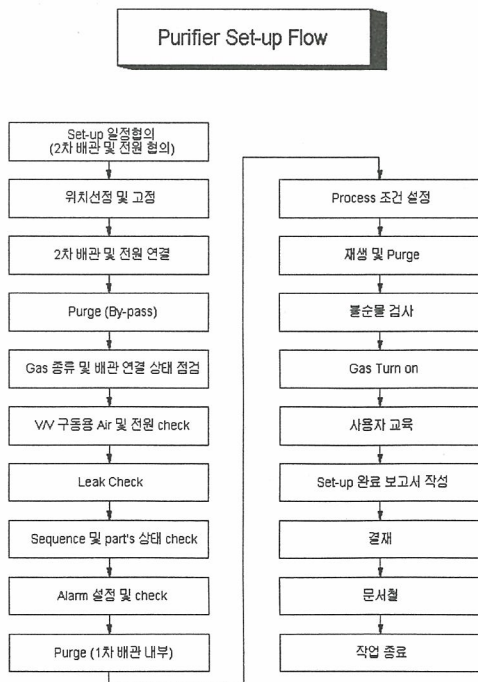 Purifier Set-up Flow
Set-up 일정협의
(2차 배관 및 전원 협의)
위치선정 및 고정
2차 배관 및 전원 연결
Purge (By-pass)
Gas 종류 및 배관 연결 상태 점검
V/V 구동용 Air 및 전원 check
Leak Check
Sequence 및 part's 상태 check
Alarm 설정 및 check
Purge (1차 배관 내부)
Process 조건 설정
재생 및 Purge
불순물 검사
Gas Turn on
사용자 교육
Set-up 완료 보고서 작성
결재
문서철
작업 종료